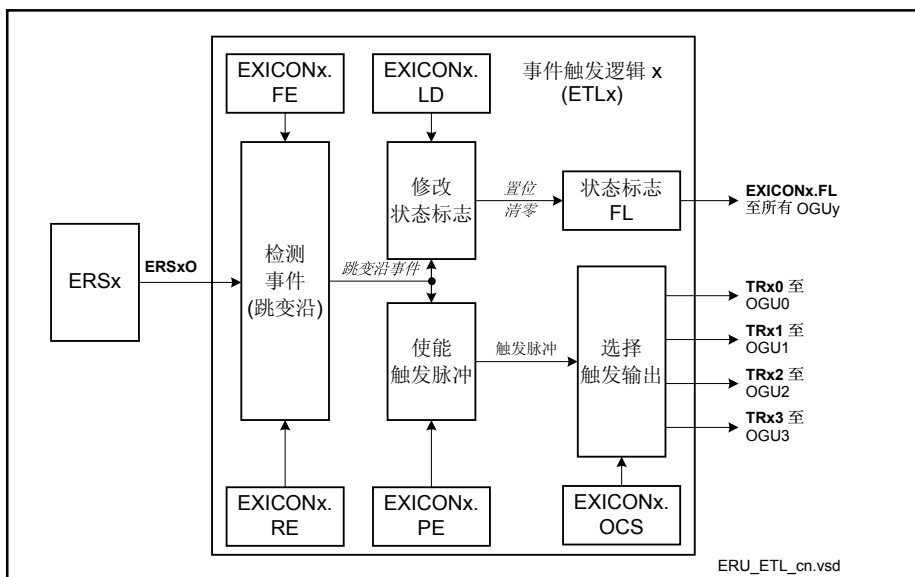 EXICONx.
FE
EXICONx.
LD
事件触发逻辑 x
(ETLx)
修改
状态标志
置位
清零
状态标志
FL
EXICONx.FL
至所有 OGUy
ERSx
ERSxO
检测
事件
(跳变沿)
跳变沿事件
使能
触发脉冲
触发脉冲
选择
触发输出
TRx0 至
OGU0
TRx1 至
OGU1
TRx2 至
OGU2
TRx3 至
OGU3
EXICONx.
RE
EXICONx.
PE
EXICONx.
OCS
ERU_ETL_cn.vsd